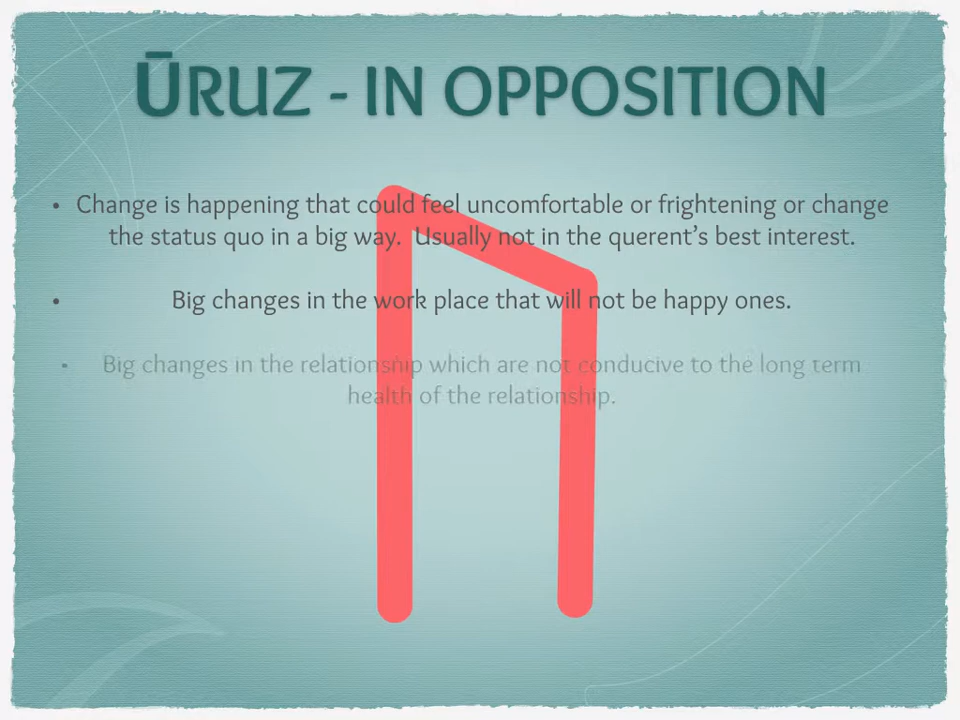 ŪRUZ - IN OPPOSITION
• Change is happening that could feel uncomfortable or frightening or change
the status quo in a big way.  Usually not in the querent’s best interest.
• Big changes in the work place that will not be happy ones.
• Big changes in the relationship which are not conducive to the long term
health of the relationship.